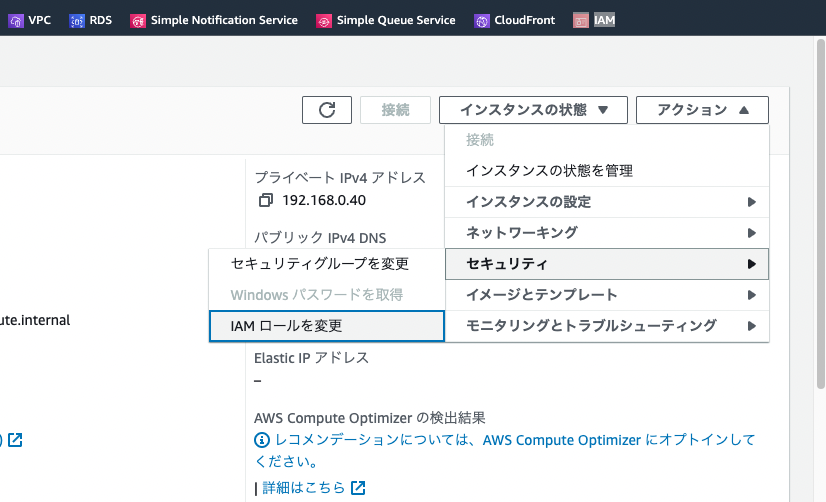 VPC RDS Simple Notification Service Simple Queue Service CloudFront IAM
接続 インスタンスの状態 ▼ アクション ▲
接続
インスタンスの状態を管理
プライベート IPv4 アドレス
192.168.0.40
インスタンスの設定
ネットワーキング
パブリック IPv4 DNS
セキュリティグループを変更
セキュリティ
Windows パスワードを取得
イメージとテンプレート
ute.internal
IAM ロールを変更
モニタリングとトラブルシューティング
Elastic IP アドレス
–
AWS Compute Optimizer の検出結果
) レコメンデーションについては、AWS Compute Optimizer にオプトインして
ください。
| 詳細はこちら